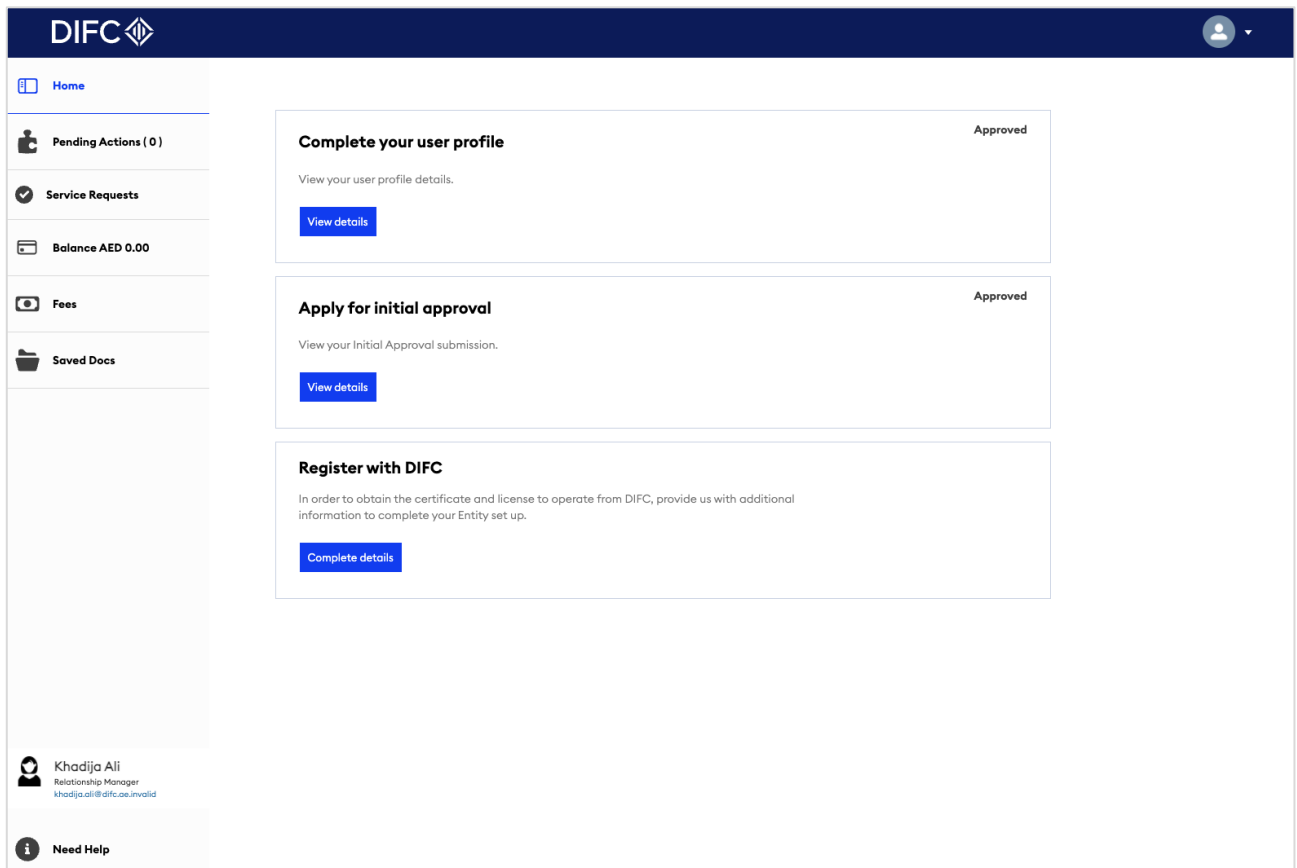 DIFC
Home
Pending Actions ( 0 )
Service Requests
Balance AED 0.00
Fees
Saved Docs
Khadija Ali
Relationship Manager
khadija.ali@difc.ae.invalid
Need Help
Complete your user profile
Approved
View your user profile details.
View details
Apply for initial approval
Approved
View your Initial Approval submission.
View details
Register with DIFC
In order to obtain the certificate and license to operate from DIFC, provide us with additional
information to complete your Entity set up.
Complete details